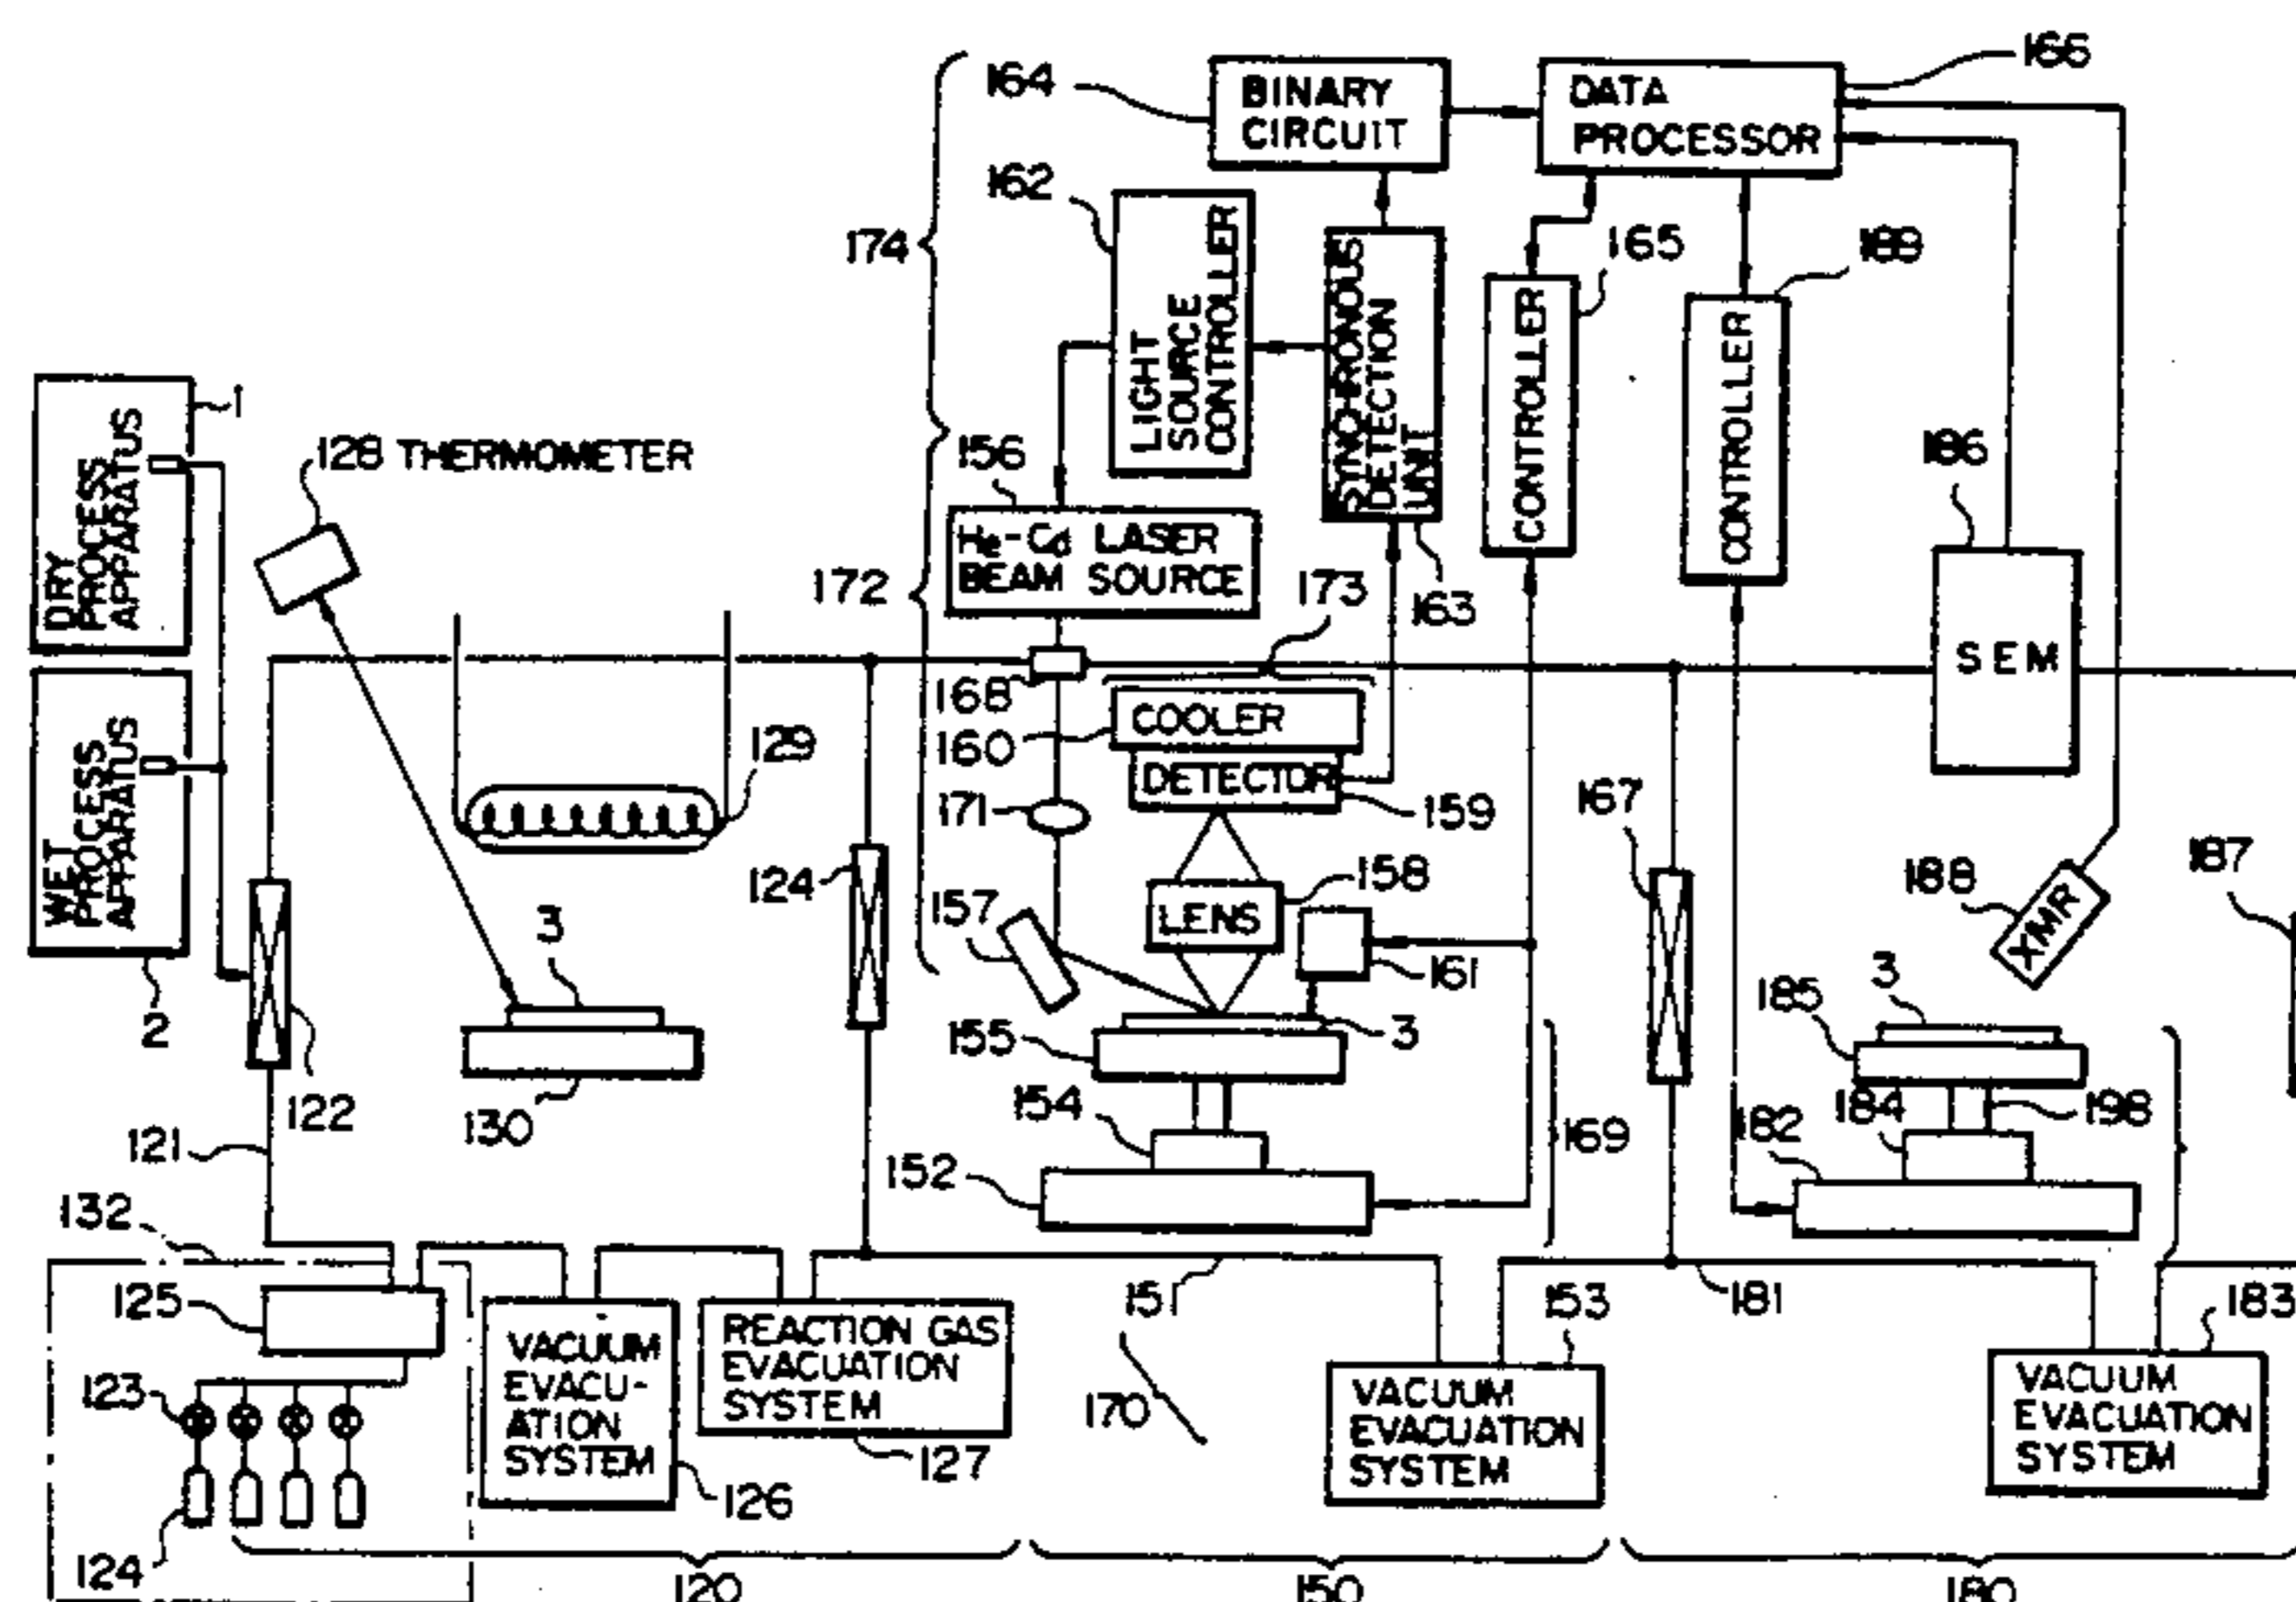 164
BINARY
CIRCUIT
DATA
PROCESSOR
166
162
174
LIGHT
SOURCE
CONTROLLER
SYNCHRONOUS
DETECTION
UNIT
165
CONTROLLER
189
CONTROLLER
1
DRY
PROCESS
APPARATUS
128 THERMOMETER
156
He-Cd LASER
BEAM SOURCE
172
173
163
186
SEM
WET
PROCESS
APPARATUS
2
129
168
160
COOLER
DETECTOR
159
171
124
157
158
LENS
161
167
188
XMR
187
3
122
130
121
155
3
154
152
169
185
3
184
198
182
132
125
123
124
VACUUM
EVACU-
ATION
SYSTEM
126
REACTION GAS
EVACUATION
SYSTEM
127
151
170
153
VACUUM
EVACUATION
SYSTEM
181
183
VACUUM
EVACUATION
SYSTEM
120
150
180